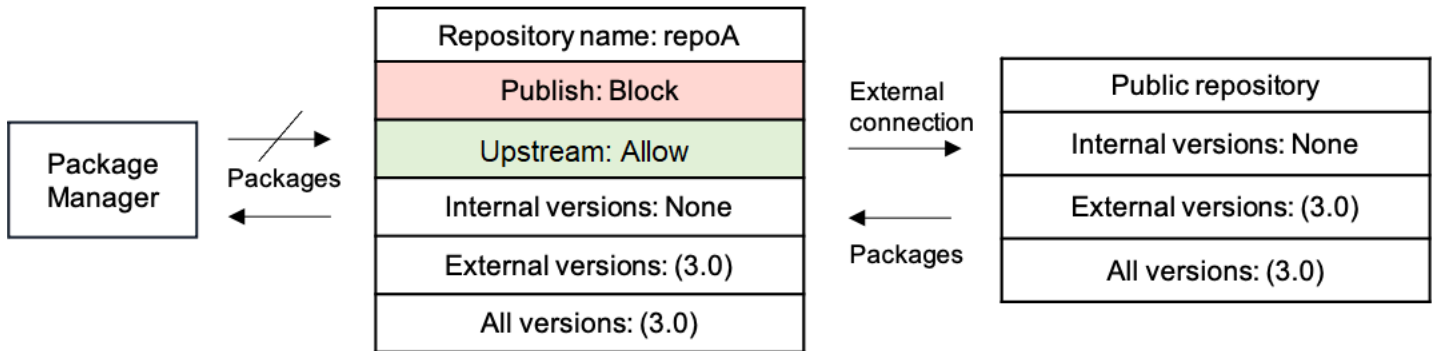 Package
Manager
Packages
Repository name: repoA
Publish: Block
Upstream: Allow
Internal versions: None
External versions: (3.0)
All versions: (3.0)
External
connection
Packages
Public repository
Internal versions: None
External versions: (3.0)
All versions: (3.0)